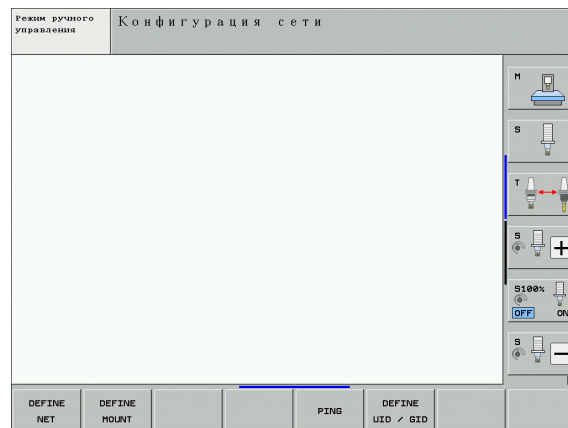 Режим ручного
управления
Конфигурация сети
M
S
T
S
+
S100%
OFF ON
S
−
DEFINE
NET
DEFINE
MOUNT
PING
DEFINE
UID / GID